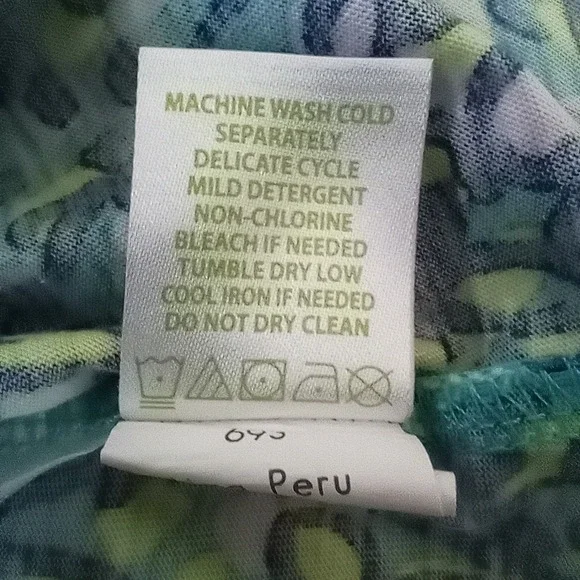 MACHINE WASH COLD
SEPARATELY
DELICATE CYCLE
MILD DETERGENT
NON-CHLORINE
BLEACH IF NEEDED
TUMBLE DRY LOW
COOL IRON IF NEEDED
DO NOT DRY CLEAN
Peru